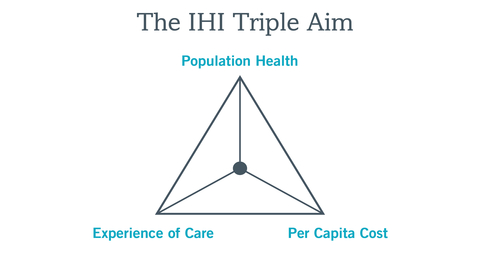 The IHI Triple Aim
Population Health
Experience of Care
Per Capita Cost